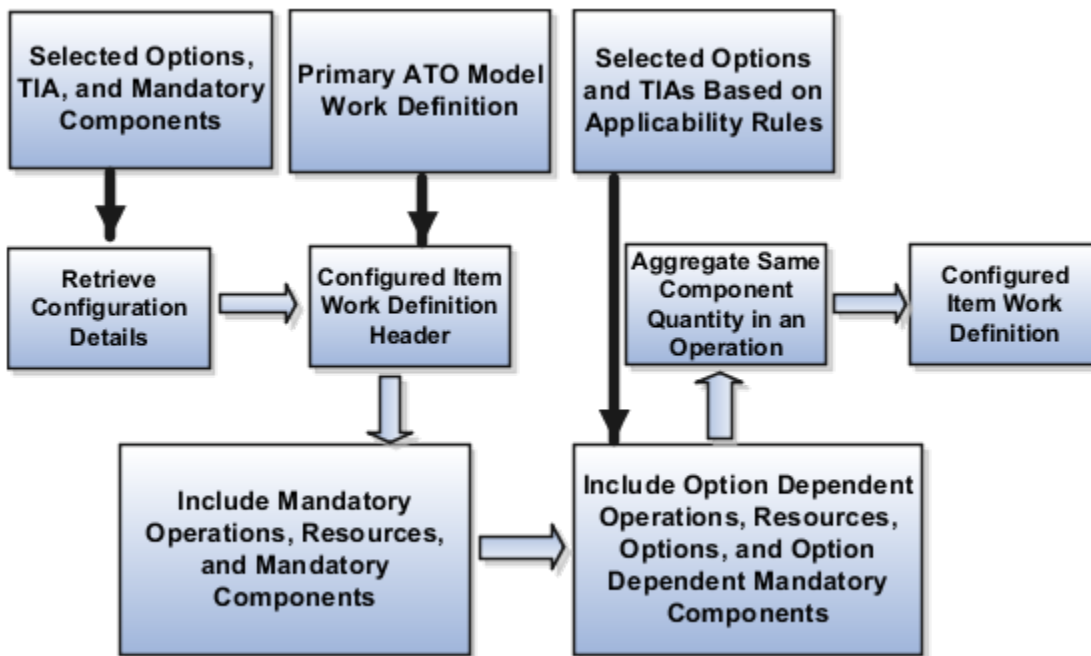 Selected Options,
TIA, and Mandatory
Components
Primary ATO Model
Work Definition
Selected Options
and TIAs Based on
Applicability Rules
Retrieve
Configuration
Details
Configured Item
Work Definition
Header
Aggregate Same
Component
Quantity in an
Operation
Configured
Item Work
Definition
Include Mandatory
Operations, Resources,
and Mandatory
Components
Include Option Dependent
Operations, Resources,
Options, and Option
Dependent Mandatory
Components